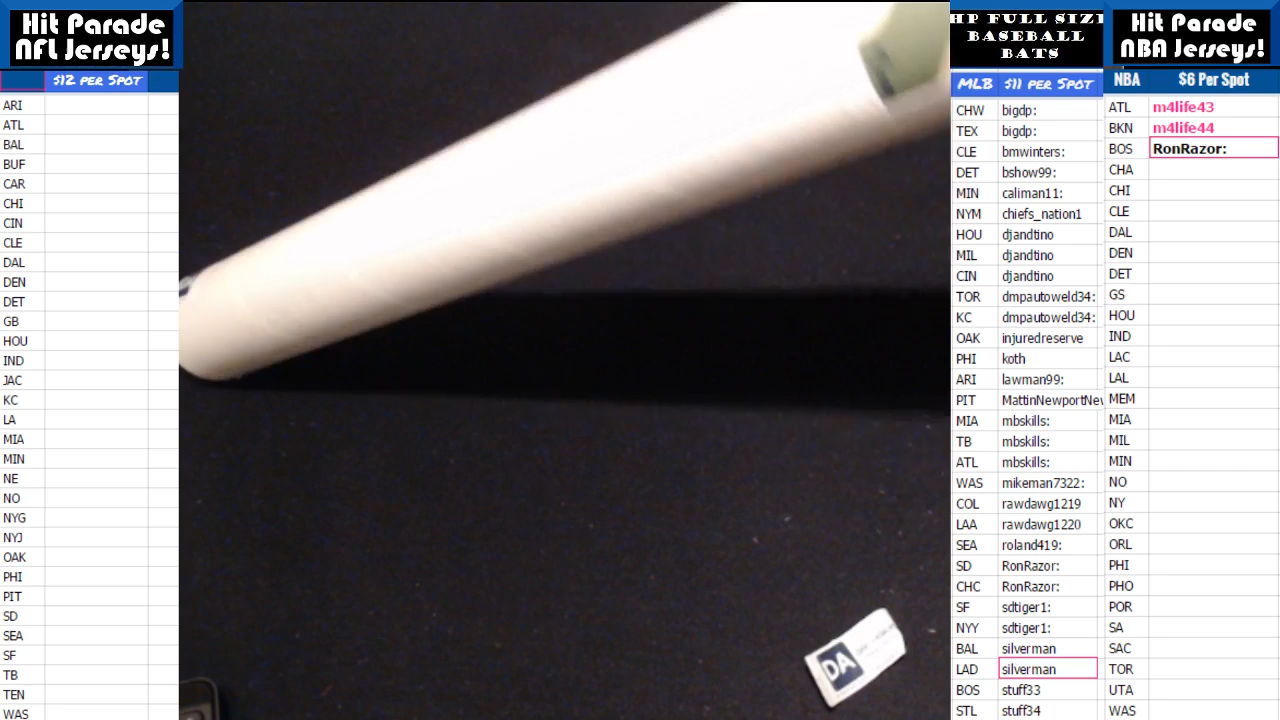 Hit Parade
NFL Jerseys!
$12 per Spot
ARI
ATL
BAL
BUF
CAR
CHI
CIN
CLE
DAL
DEN
DET
GB
HOU
IND
JAC
KC
LA
MIA
MIN
NE
NO
NYG
NYJ
OAK
PHI
PIT
SD
SEA
SF
TB
TEN
WAS
DA
HP FULL SIZE
BASEBALL
BATS
MLB $11 per Spot
CHW bigdp:
TEX bigdp:
CLE bmwinters:
DET bshow99:
MIN caliman11:
NYM chiefs_nation1
HOU djandtino
MIL djandtino
CIN djandtino
TOR dmpautoweld34:
KC dmpautoweld34:
OAK injuredreserve
PHI koth
ARI lawman99:
PIT MattinNewportNew
MIA mbskills:
TB mbskills:
ATL mbskills:
WAS mikeman7322:
COL rawdawg1219
LAA rawdawg1220
SEA roland419:
SD RonRazor:
CHC RonRazor:
SF sdtiger1:
NYY sdtiger1:
BAL silverman
LAD silverman
BOS stuff33
STL stuff34
Hit Parade
NBA Jerseys!
NBA $6 Per Spot
ATL m4life43
BKN m4life44
BOS RonRazor:
CHA
CHI
CLE
DAL
DEN
DET
GS
HOU
IND
LAC
LAL
MEM
MIA
MIL
MIN
NO
NY
OKC
ORL
PHI
PHO
POR
SA
SAC
TOR
UTA
WAS